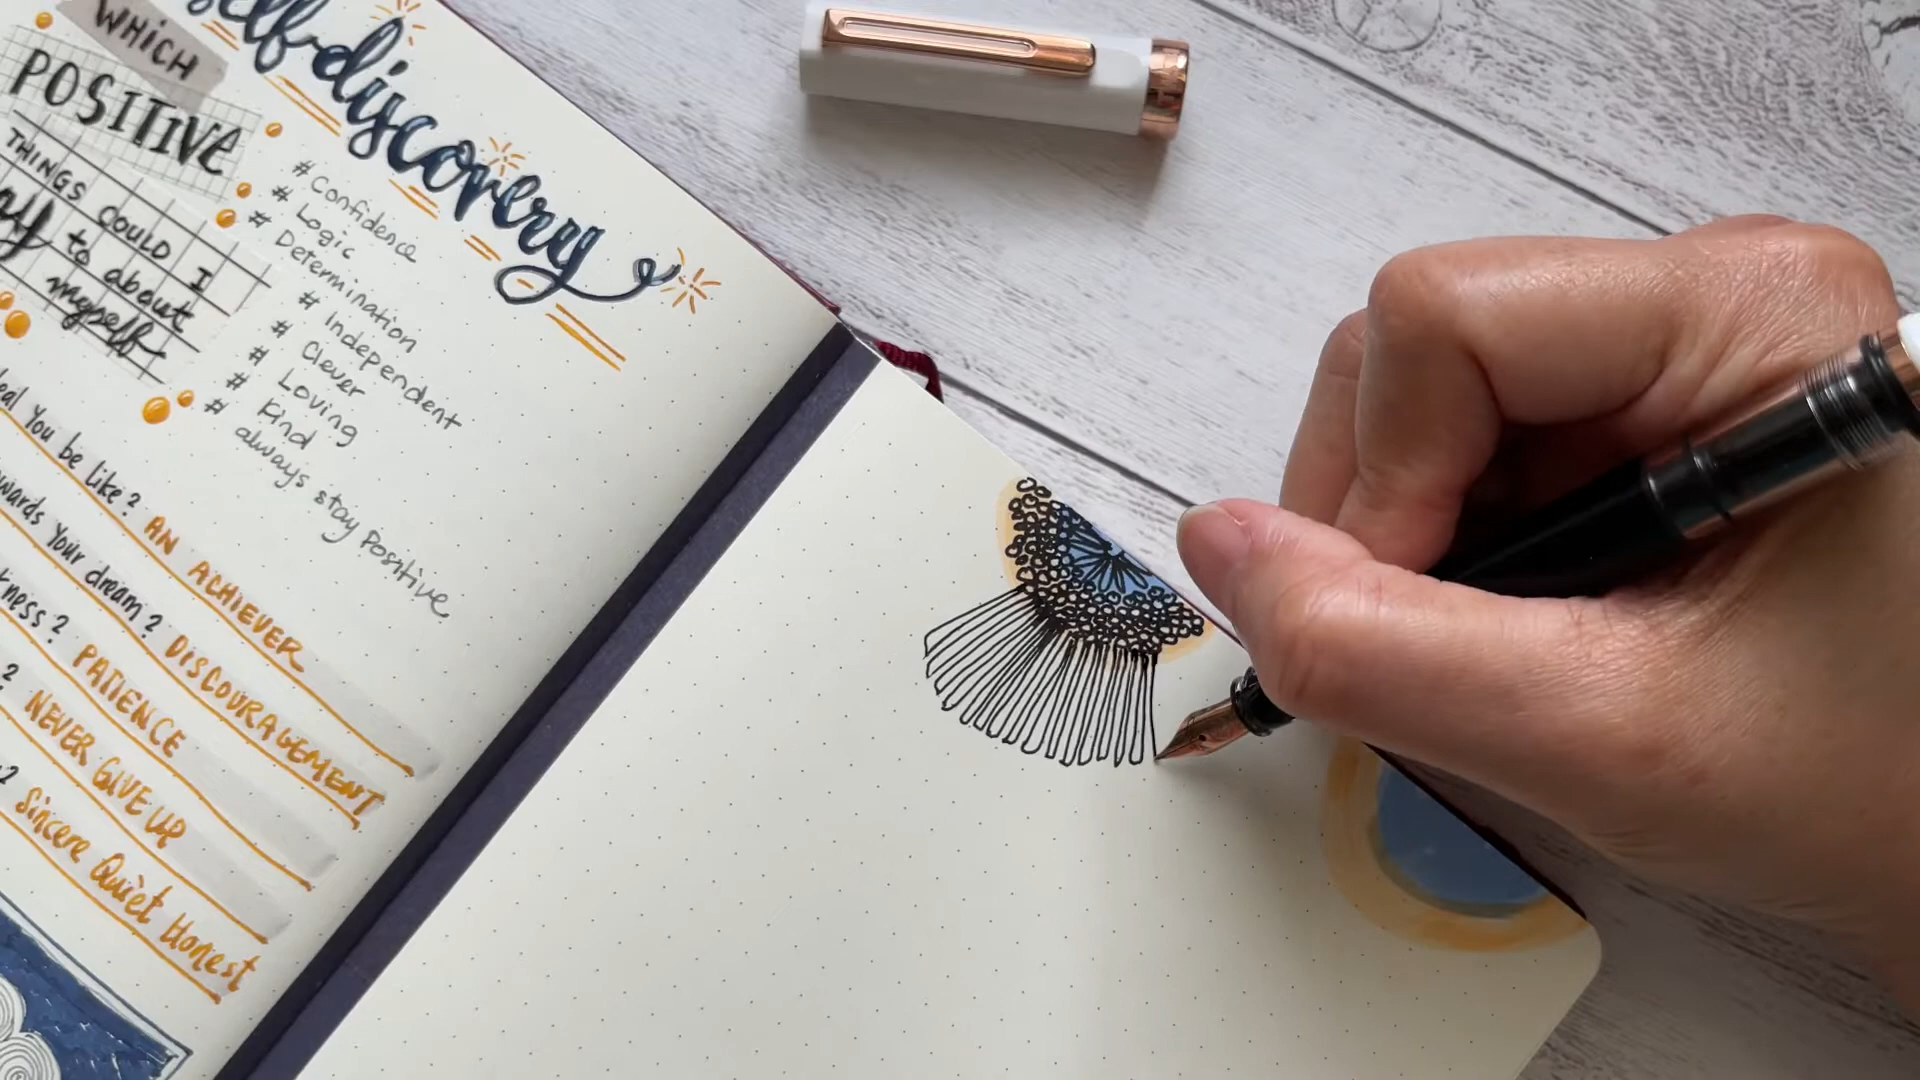 self-discovery
WHICH
POSITIVE
THINGS COULD I
to about
myself
# Confidence
# Logic
# Determination
# Independent
# Clever
# Loving
# Kind
# always stay Positive
You be like? AN ACHIEVER
Your dream? DISCOURAGEMENT
? PATIENCE
? NEVER GIVE UP
? Sincere Quiet Honest